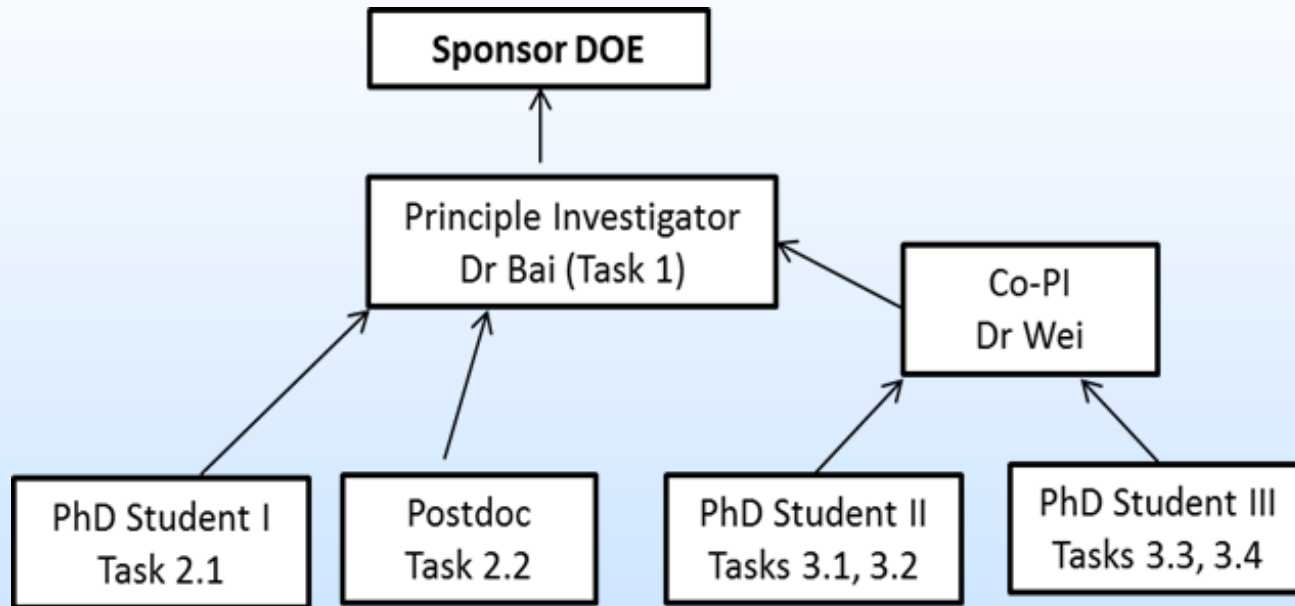 Sponsor DOE
Principle Investigator
Dr Bai (Task 1)
Co-PI
Dr Wei
PhD Student I
Task 2.1
Postdoc
Task 2.2
PhD Student II
Tasks 3.1, 3.2
PhD Student III
Tasks 3.3, 3.4